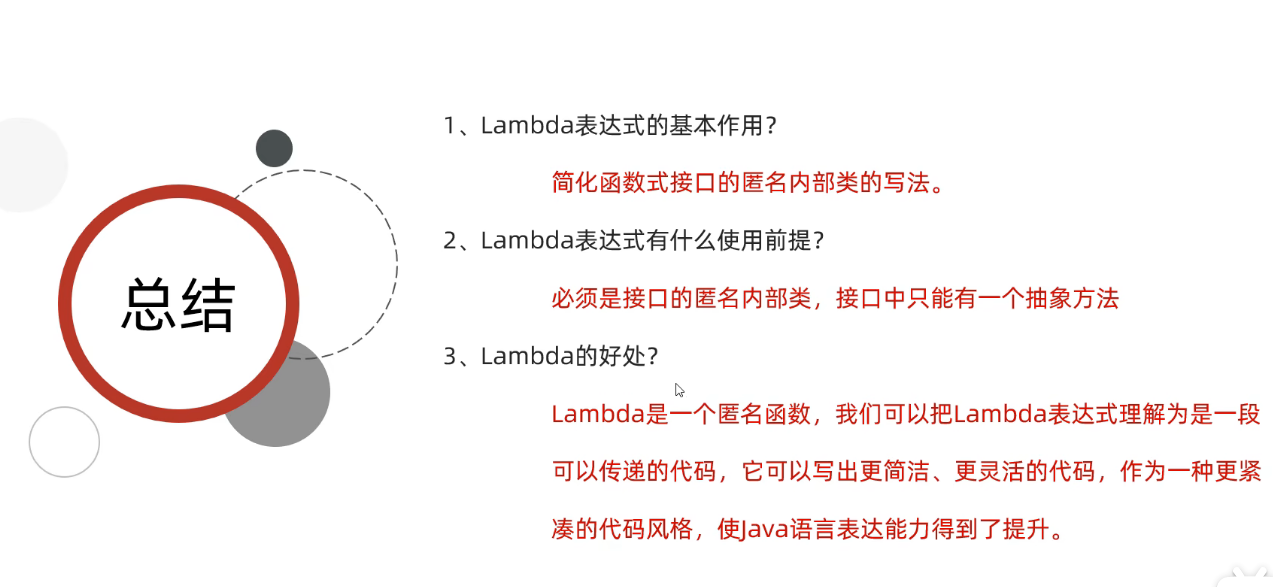 总结
1、Lambda表达式的基本作用?
简化函数式接口的匿名内部类的写法。
2、Lambda表达式有什么使用前提?
必须是接口的匿名内部类，接口中只能有一个抽象方法
3、Lambda的好处?
Lambda是一个匿名函数，我们可以把Lambda表达式理解为是一段
可以传递的代码，它可以写出更简洁、更灵活的代码，作为一种更紧
凑的代码风格，使Java语言表达能力得到了提升。